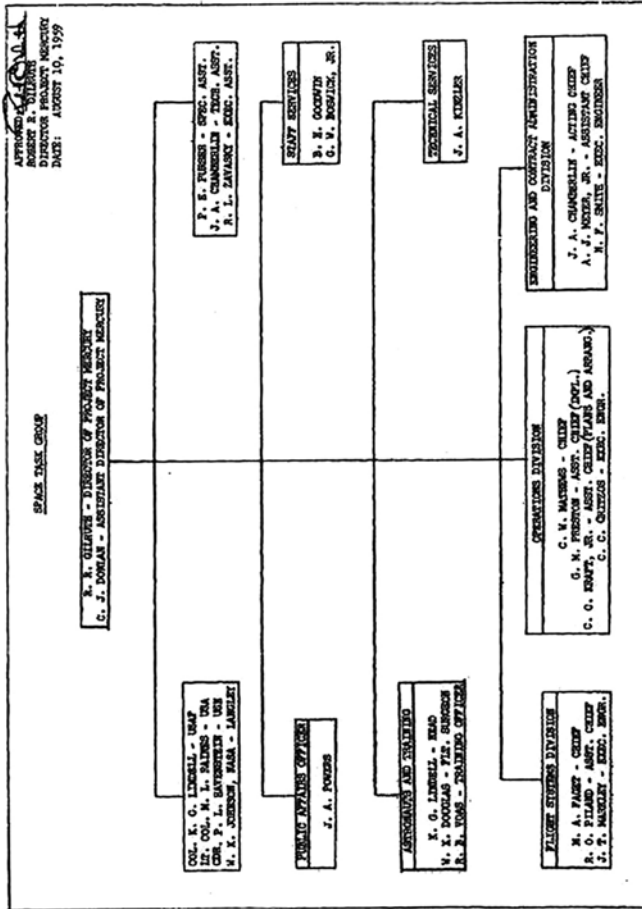 APPROVED
ROBERT R. GILRUTH
DIRECTOR PROJECT MERCURY
DATE: AUGUST 10, 1959
SPACE TASK GROUP
R. R. GILRUTH - DIRECTOR OF PROJECT MERCURY
C. J. DONLAN - ASSISTANT DIRECTOR OF PROJECT MERCURY
COL. K. G. LINDELL - USAF
LT. COL. M. L. RAINES - USA
CDR. P. L. HAVENSTEIN - USN
W. K. JOHNSON, NASA - LANGLEY
P. E. PURSER - SPEC. ASST.
J. A. CHAMBERLIN - TECH. ASST.
R. L. ZAVASKY - EXEC. ASST.
PUBLIC AFFAIRS OFFICER
J. A. POWERS
STAFF SERVICES
B. H. GOODWIN
G. W. BOSWICK, JR.
ASTRONAUTS AND TRAINING
K. G. LINDELL - HEAD
W. K. DOUGLAS - FLT. SURGEON
R. B. VOAS - TRAINING OFFICER
TECHNICAL SERVICES
J. A. KINZLER
FLIGHT SYSTEMS DIVISION
M. A. FAGET - CHIEF
R. O. PILAND - ASST. CHIEF
J. T. MARKLEY - EXEC. ENGR.
OPERATIONS DIVISION
C. W. MATHEWS - CHIEF
G. M. PRESTON - ASST. CHIEF (IMPL.)
C. C. KRAFT, JR. - ASST. CHIEF (PLANS AND ARRANG.)
C. C. CRITZOS - EXEC. ENGR.
ENGINEERING AND CONTRACT ADMINISTRATION
DIVISION
J. A. CHAMBERLIN - ACTING CHIEF
A. J. MEYER, JR. - ASSISTANT CHIEF
N. F. SMITH - EXEC. ENGINEER